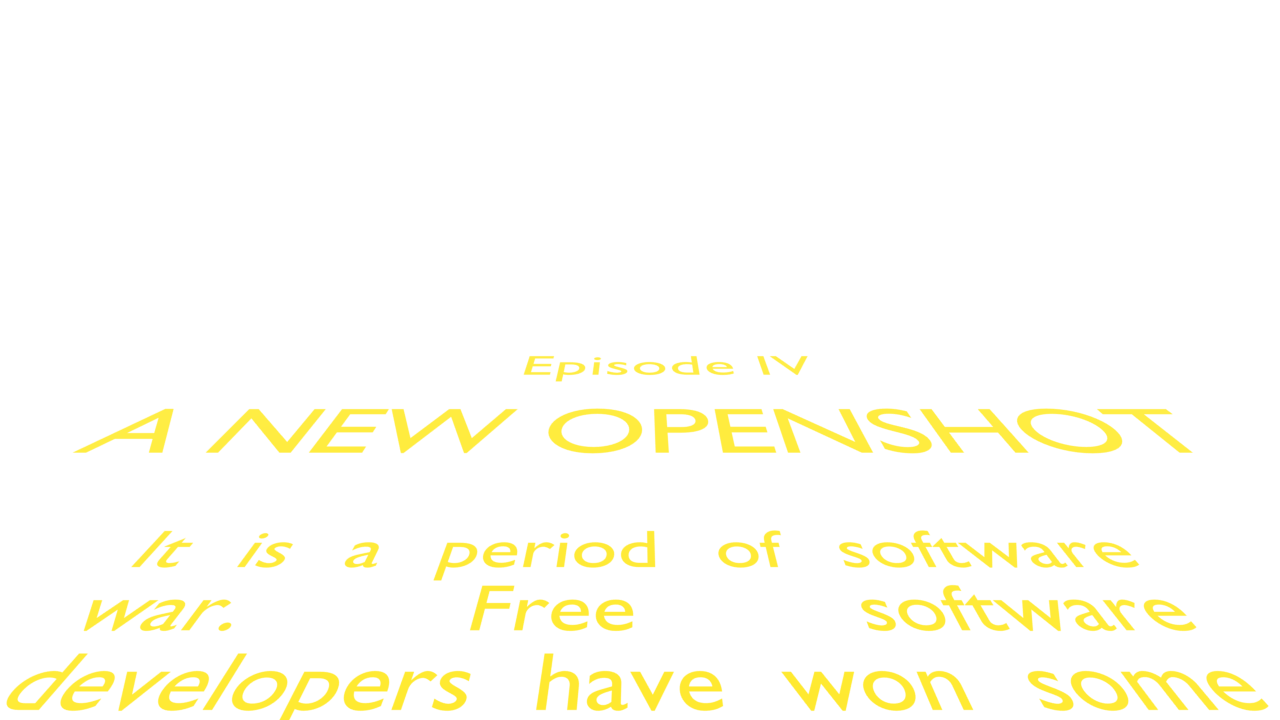 Episode IV
A NEW OPENSHOT
It is a period of software
war. Free software
developers have won some